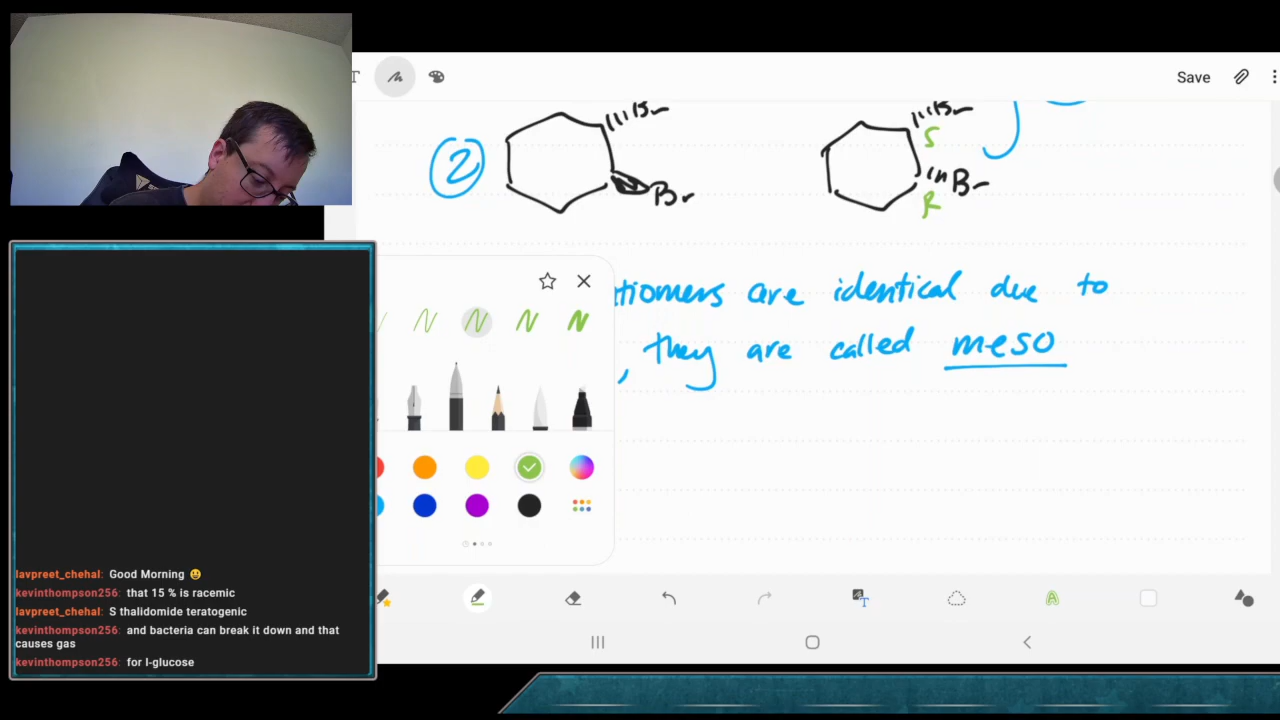 T
Save
Br
Br
2
S
Br
Br
R
tiomers are identical due to
, they are called meso
T
A
lavpreet_chehal: Good Morning 😃
kevinthompson256: that 15 % is racemic
lavpreet_chehal: S thalidomide teratogenic
kevinthompson256: and bacteria can break it down and that
causes gas
kevinthompson256: for l-glucose